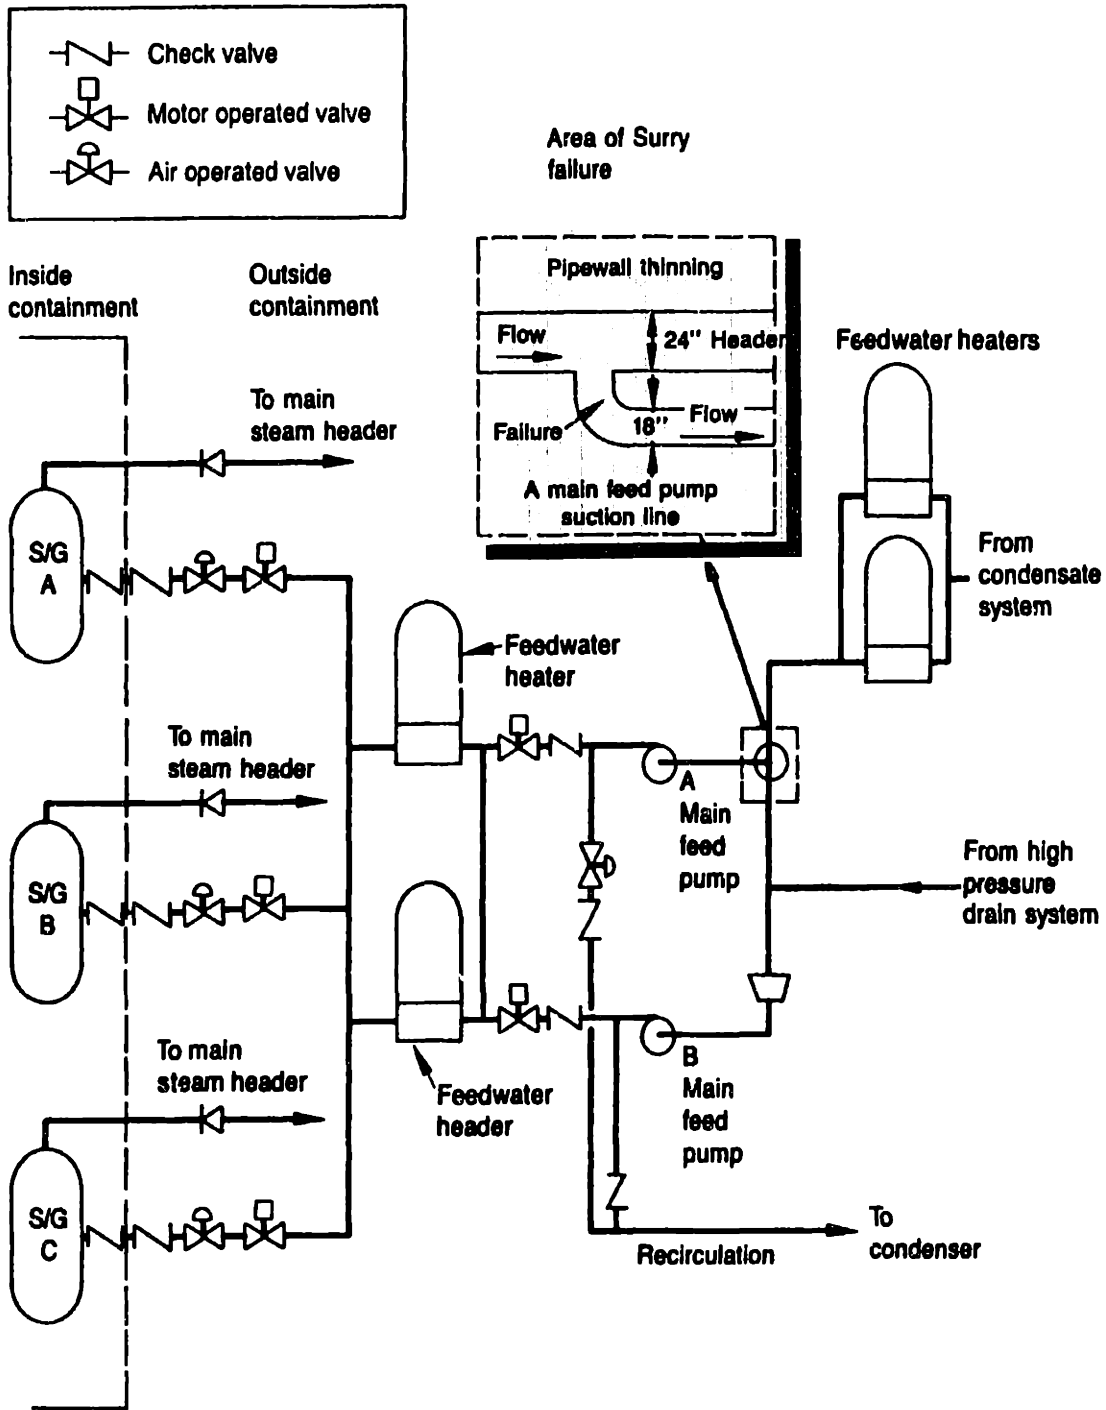 Check valve
Motor operated valve
Air operated valve
Area of Surry
failure
Inside
containment
Outside
containment
Pipewall thinning
Flow
24" Header
Failure
18"
Flow
A main feed pump
suction line
Feedwater heaters
To main
steam header
S/G
A
From
condensate
system
Feedwater
heater
To main
steam header
S/G
B
A
Main
feed
pump
From high
pressure
drain system
To main
steam header
Feedwater
header
B
Main
feed
pump
S/G
C
Recirculation
To
condenser